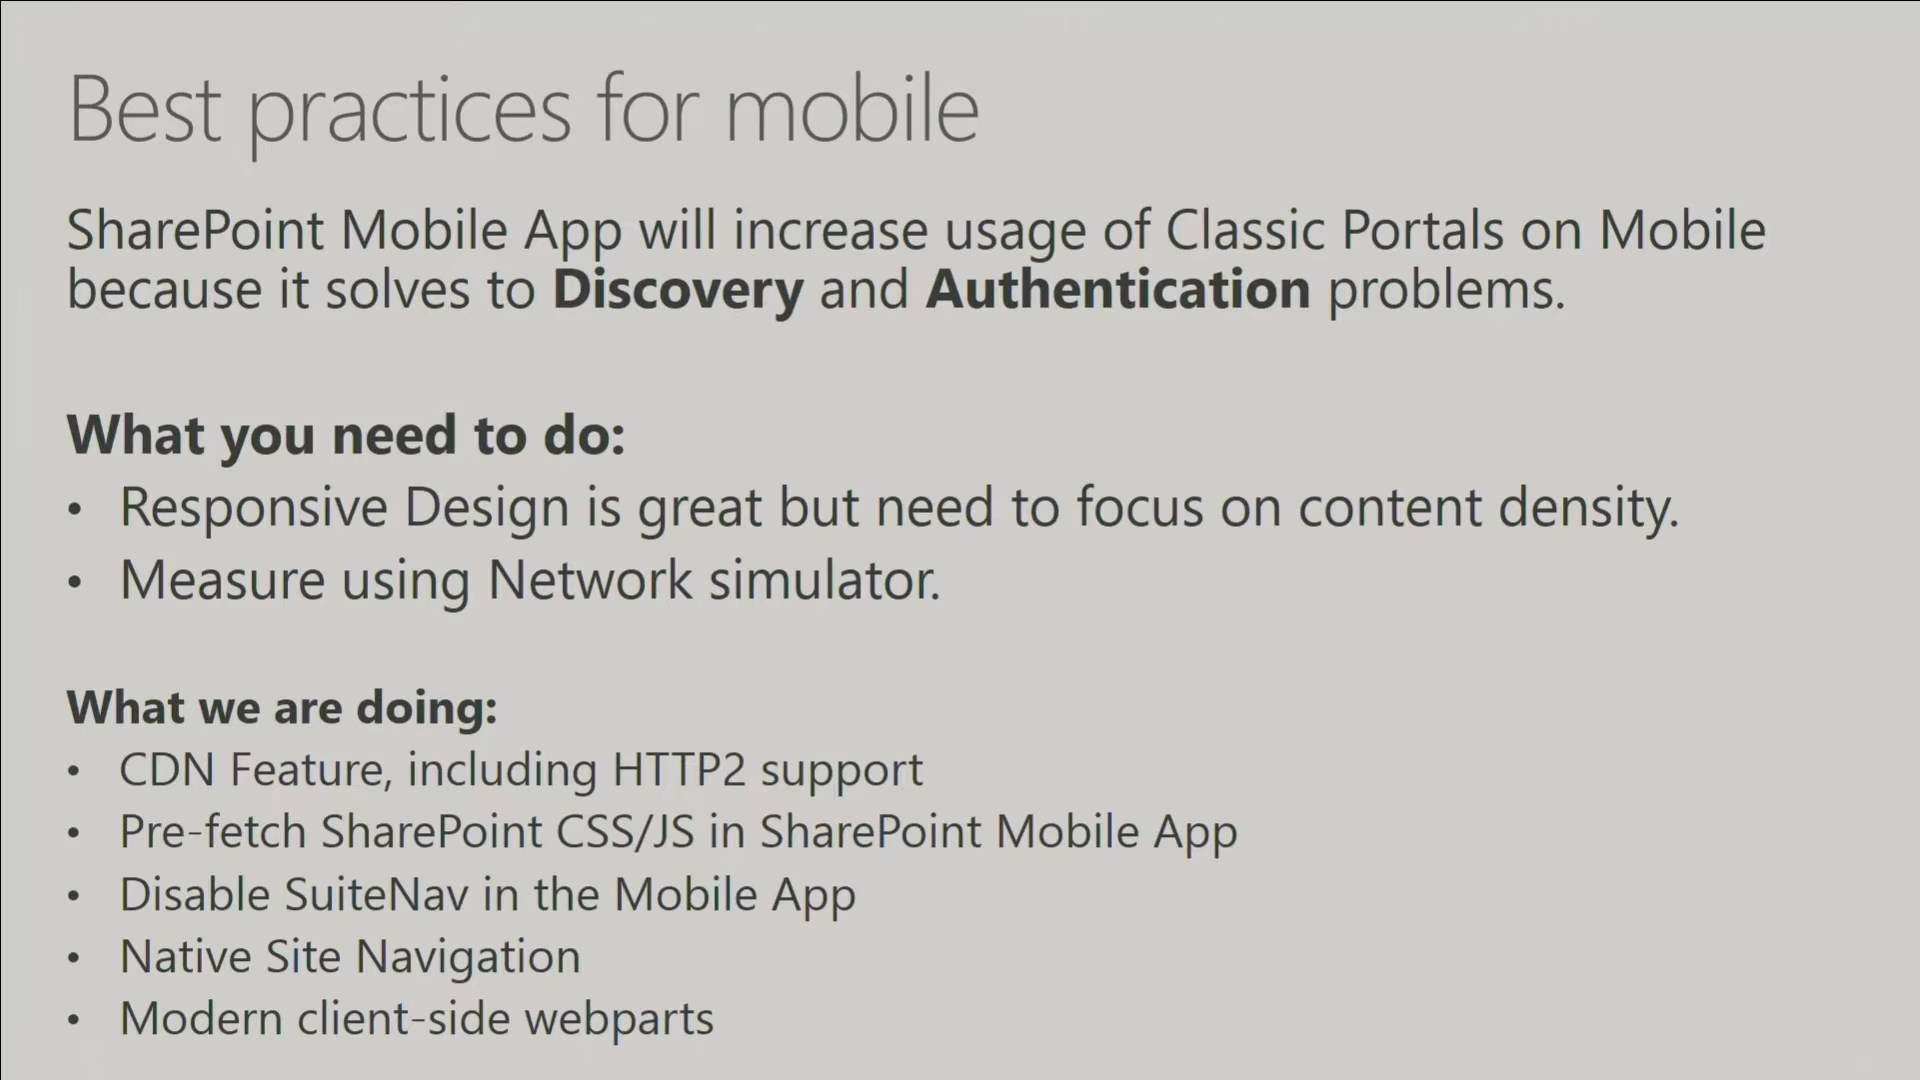 Best practices for mobile
SharePoint Mobile App will increase usage of Classic Portals on Mobile
because it solves to Discovery and Authentication problems.
What you need to do:
• Responsive Design is great but need to focus on content density.
• Measure using Network simulator.
What we are doing:
• CDN Feature, including HTTP2 support
• Pre-fetch SharePoint CSS/JS in SharePoint Mobile App
• Disable SuiteNav in the Mobile App
• Native Site Navigation
• Modern client-side webparts